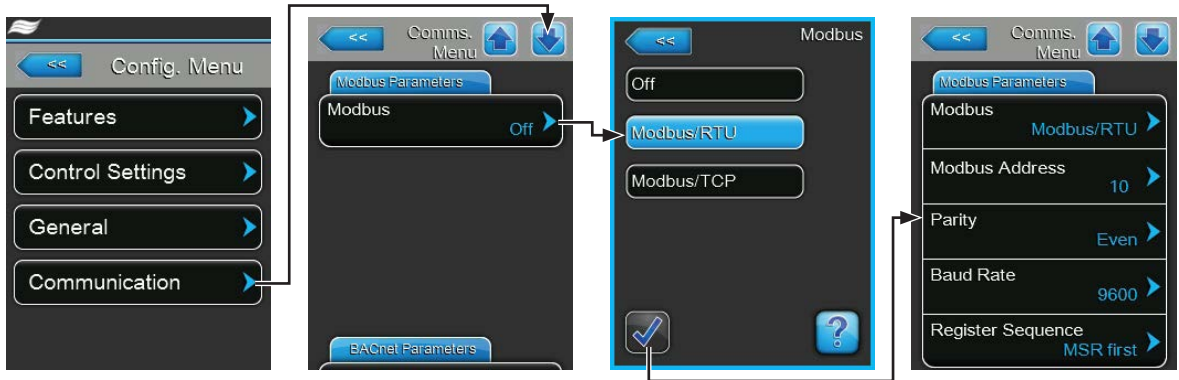 << Config. Menu
Features
Control Settings
General
Communication
<< Comms.
Menu
Modbus Parameters
Modbus
Off
BACnet Parameters
<< Modbus
Off
Modbus/RTU
Modbus/TCP
?
<< Comms.
Menu
Modbus Parameters
Modbus
Modbus/RTU
Modbus Address
10
Parity
Even
Baud Rate
9600
Register Sequence
MSR first